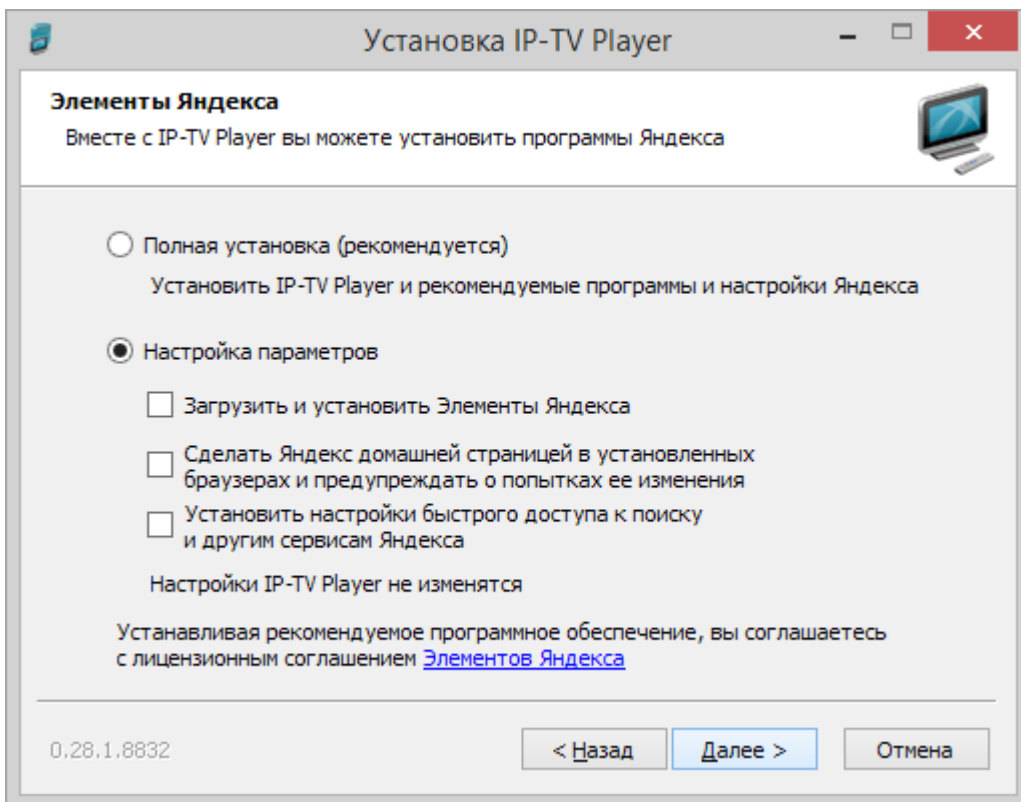 Установка IP-TV Player
Элементы Яндекса
Вместе с IP-TV Player вы можете установить программы Яндекса
Полная установка (рекомендуется)
Установить IP-TV Player и рекомендуемые программы и настройки Яндекса
Настройка параметров
Загрузить и установить Элементы Яндекса
Сделать Яндекс домашней страницей в установленных
браузерах и предупреждать о попытках ее изменения
Установить настройки быстрого доступа к поиску
и другим сервисам Яндекса
Настройки IP-TV Player не изменятся
Устанавливая рекомендуемое программное обеспечение, вы соглашаетесь
с лицензионным соглашением Элементов Яндекса
0.28.1.8832
< Назад
Далее >
Отмена